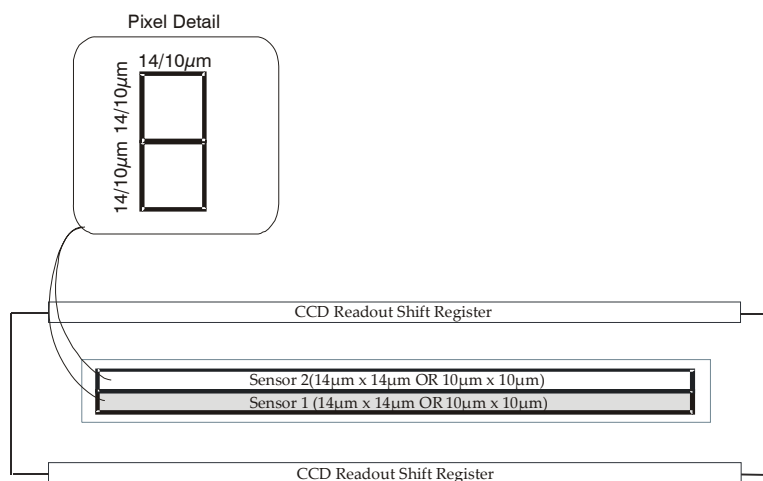 Pixel Detail
14/10µm
14/10µm
14/10µm
CCD Readout Shift Register
Sensor 2(14µm x 14µm OR 10µm x 10µm)
Sensor 1 (14µm x 14µm OR 10µm x 10µm)
CCD Readout Shift Register